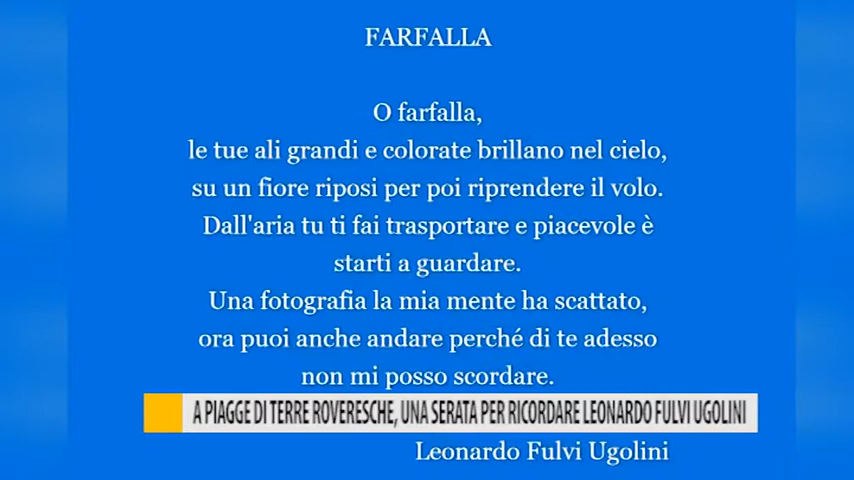 FARFALLA
O farfalla,
le tue ali grandi e colorate brillano nel cielo,
su un fiore riposi per poi riprendere il volo.
Dall'aria tu ti fai trasportare e piacevole è
starti a guardare.
Una fotografia la mia mente ha scattato,
ora puoi anche andare perché di te adesso
non mi posso scordare.
A PIAGGE DI TERRE ROVERESCHE, UNA SERATA PER RICORDARE LEONARDO FULVI UGOLINI
Leonardo Fulvi Ugolini